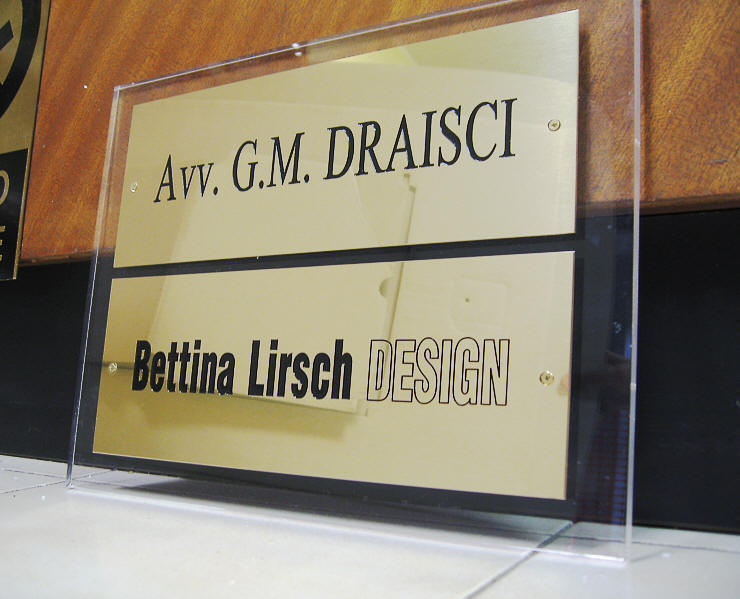 Avv. G.M. DRAISCI
Bettina Lirsch DESIGN